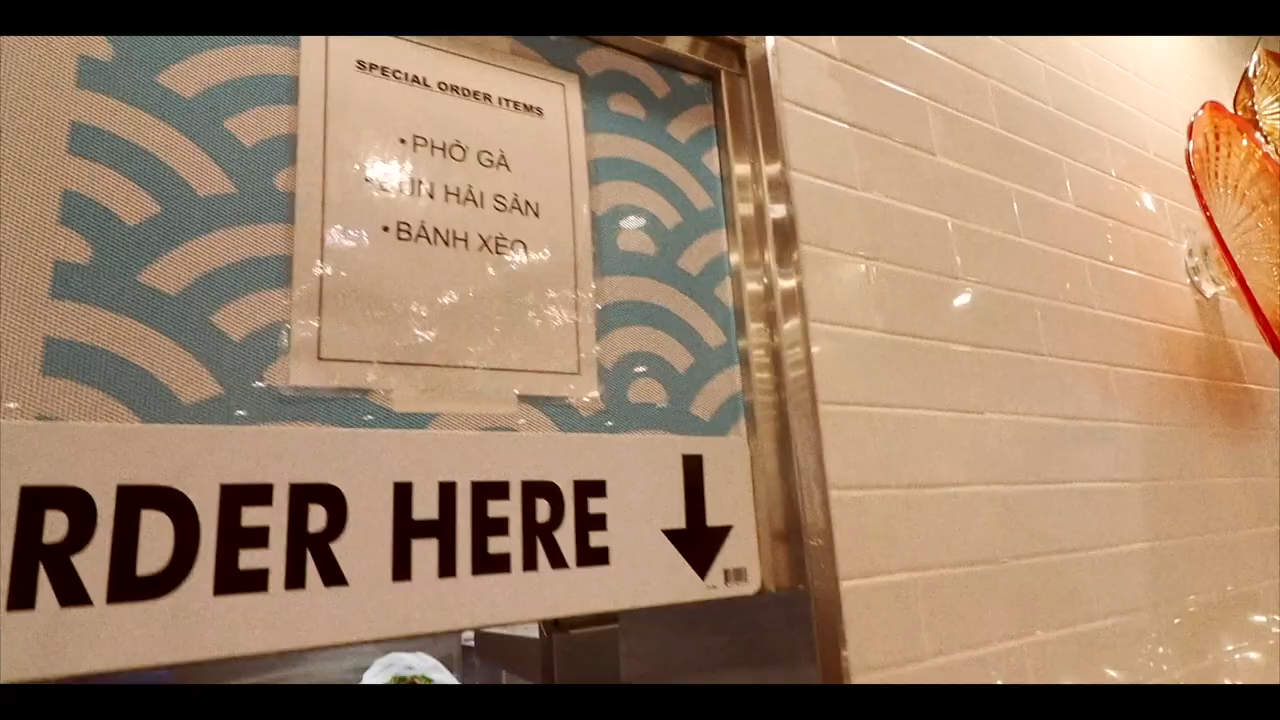 SPECIAL ORDER ITEMS
•PHỞ GÀ
HẢI SẢN
•BÁNH XÈO
RDER HERE